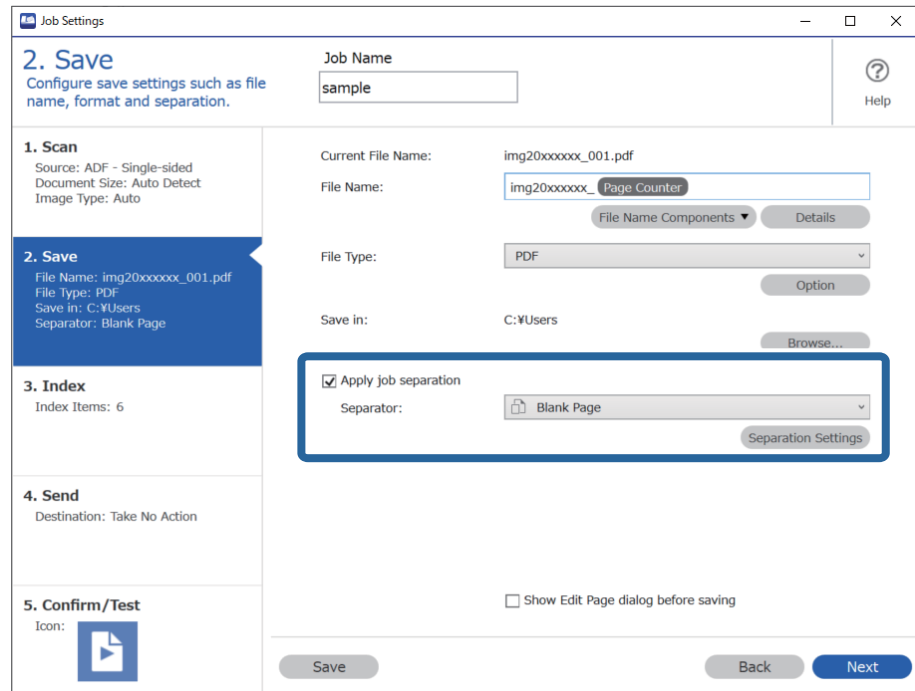 Job Settings
2. Save
Configure save settings such as file
name, format and separation.
Job Name
sample
Help
1. Scan
Source: ADF - Single-sided
Document Size: Auto Detect
Image Type: Auto
2. Save
File Name: img20xxxxxx_001.pdf
File Type: PDF
Save in: C:¥Users
Separator: Blank Page
3. Index
Index Items: 6
4. Send
Destination: Take No Action
5. Confirm/Test
Icon:
Current File Name: img20xxxxxx_001.pdf
File Name: img20xxxxxx_ Page Counter
File Name Components Details
File Type: PDF
Option
Save in: C:¥Users
Browse...
Apply job separation
Separator: Blank Page
Separation Settings
Show Edit Page dialog before saving
Save Back Next